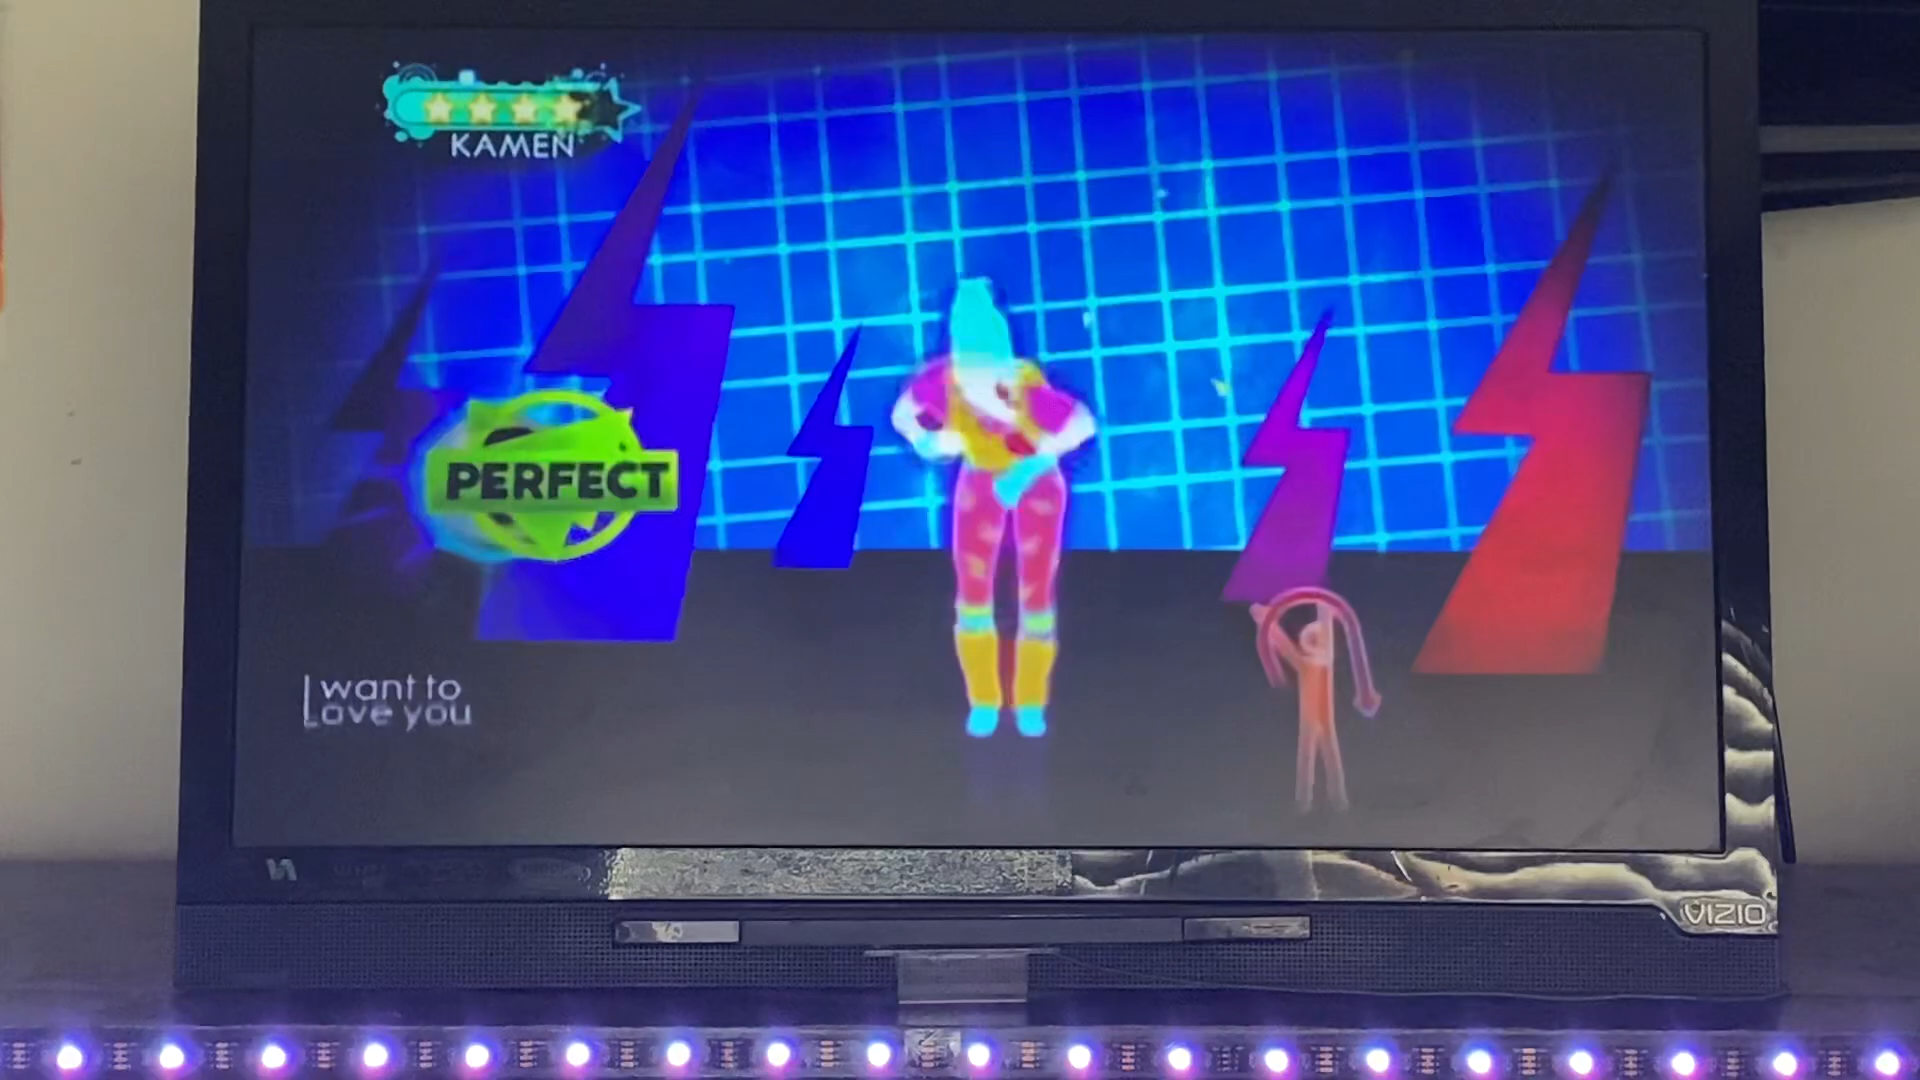 KAMEN
PERFECT
I want to
Love you
VIZIO